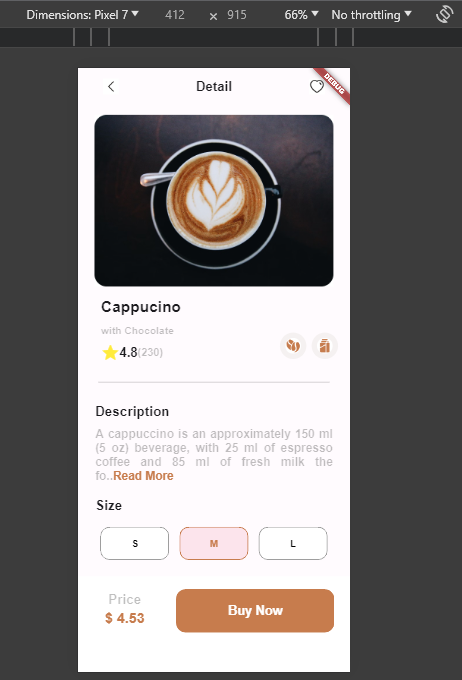 Dimensions: Pixel 7 ▼ 412 × 915 66% ▼ No throttling ▼
Detail
DEBUG
Cappucino
with Chocolate
4.8(230)
Description
A cappuccino is an approximately 150 ml
(5 oz) beverage, with 25 ml of espresso
coffee and 85 ml of fresh milk the
fo..Read More
Size
S M L
Price
$ 4.53
Buy Now